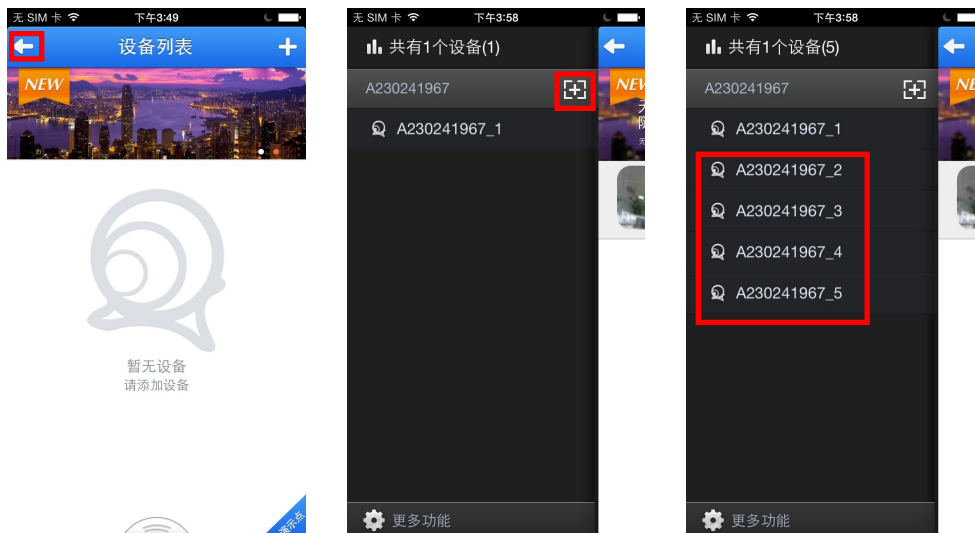 无 SIM 卡 下午3:49
设备列表
NEW
暂无设备
请添加设备
演示点
无 SIM 卡 下午3:58
共有1个设备(1)
A230241967
A230241967_1
更多功能
无 SIM 卡 下午3:58
共有1个设备(5)
A230241967
A230241967_1
A230241967_2
A230241967_3
A230241967_4
A230241967_5
更多功能